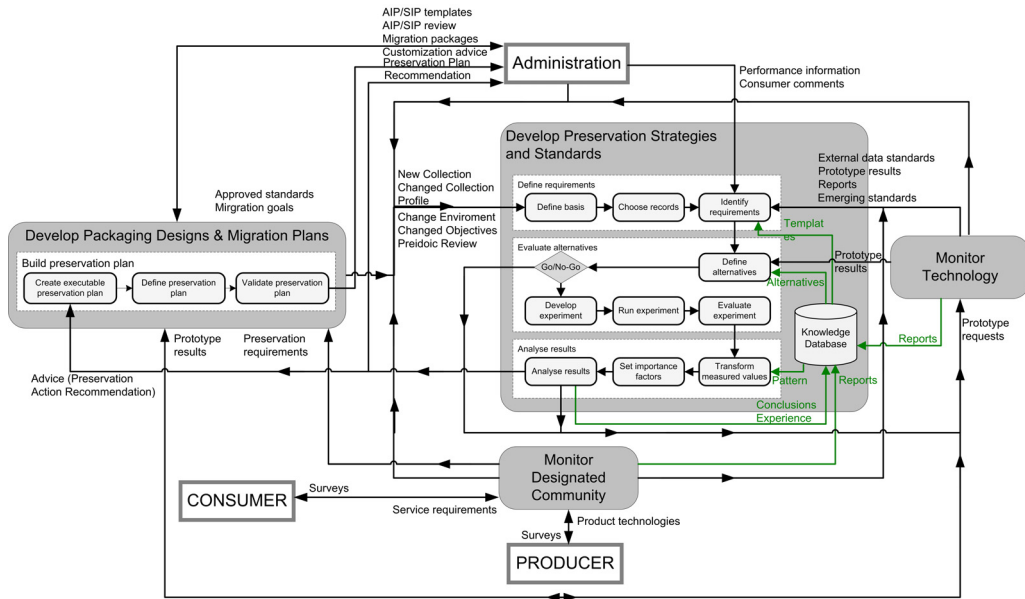 AIP/SIP templates
AIP/SIP review
Migration packages
Customization advice
Preservation Plan
Recommendation
Administration
Performance information
Consumer comments
Develop Preservation Strategies
and Standards
New Collection
Changed Collection
Profile
Change Enviroment
Changed Objectives
Preidoic Review
Define requirements
Define basis
Choose records
Identify
requirements
External data standards
Prototype results
Reports
Emerging standards
Templat
es
Approved standards
Mirgration goals
Develop Packaging Designs & Migration Plans
Build preservation plan
Create executable
preservation plan
Define preservation
plan
Validate preservation
plan
Evaluate alternatives
Go/No-Go
Define
alternatives
Prototype
results
Alternatives
Monitor
Technology
Develop
experiment
Run experiment
Evaluate
experiment
Knowledge
Database
Reports
Prototype
requests
Prototype
results
Preservation
requirements
Analyse results
Analyse results
Set importance
factors
Transform
measured values
Pattern
Reports
Advice (Preservation
Action Recommendation)
Conclusions
Experience
Monitor
Designated
Community
CONSUMER
Surveys
Service requirements
Product technologies
Surveys
PRODUCER